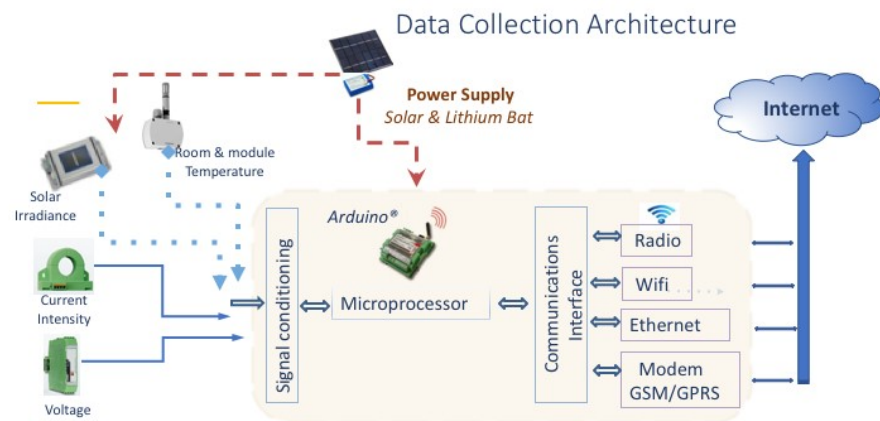 Data Collection Architecture
Power Supply
Solar & Lithium Bat
Internet
Room & module
Temperature
Solar
Irradiance
Arduino®
Signal conditioning
Microprocessor
Communications
Interface
Radio
Wifi
Ethernet
Modem
GSM/GPRS
Current
Intensity
Voltage